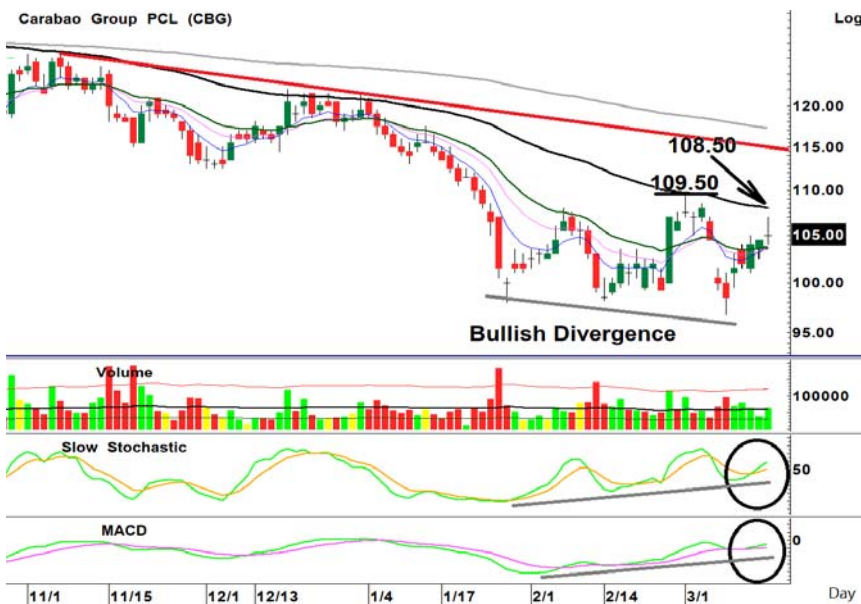 Carabao Group PCL (CBG)
Log
120.00
115.00
108.50
110.00
109.50
105.00
100.00
Bullish Divergence
95.00
Volume
100000
Slow Stochastic
50
MACD
0
11/1 11/15 12/1 12/13 1/4 1/17 2/1 2/14 3/1 Day